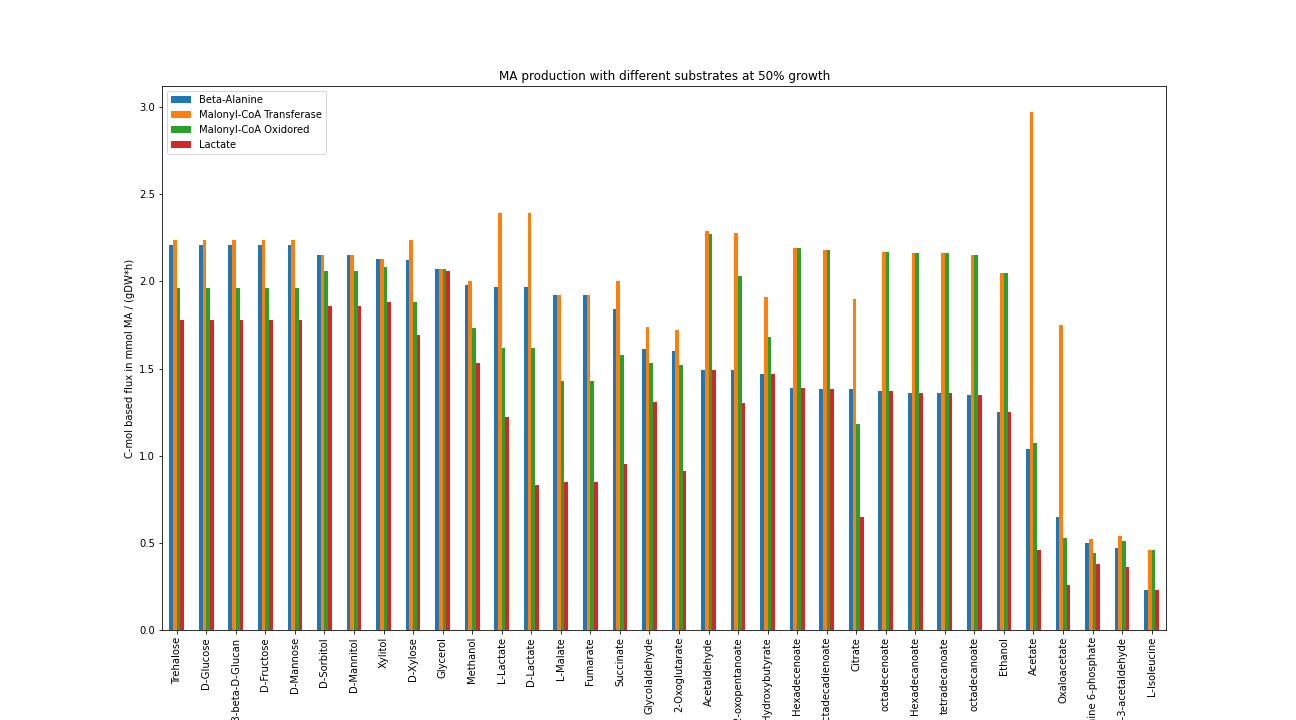 MA production with different substrates at 50% growth
Beta-Alanine
Malonyl-CoA Transferase
Malonyl-CoA Oxidored
Lactate
C-mol based flux in mmol MA / (gDW*h)
3.0
2.5
2.0
1.5
1.0
0.5
0.0
Trehalose
D-Glucose
3-beta-D-Glucan
D-Fructose
D-Mannose
D-Sorbitol
D-Mannitol
Xylitol
D-Xylose
Glycerol
Methanol
L-Lactate
D-Lactate
L-Malate
Fumarate
Succinate
Glycolaldehyde
2-Oxoglutarate
Acetaldehyde
2-oxopentanoate
Hydroxybutyrate
Hexadecenoate
ctadecadienoate
Citrate
octadecenoate
Hexadecanoate
tetradecanoate
octadecanoate
Ethanol
Acetate
Oxaloacetate
ine 6-phosphate
-3-acetaldehyde
L-Isoleucine